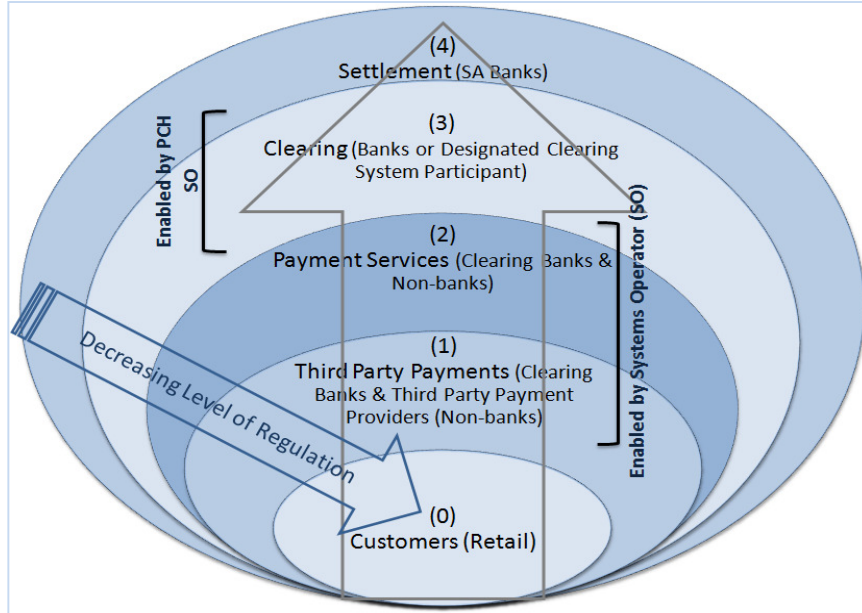 (4)
Settlement (SA Banks)
(3)
Clearing (Banks or Designated Clearing
System Participant)
Enabled by PCH
SO
(2)
Payment Services (Clearing Banks &
Non-banks)
Enabled by Systems Operator (SO)
(1)
Third Party Payments (Clearing
Banks & Third Party Payment
Providers (Non-banks)
Decreasing Level of Regulation
(0)
Customers (Retail)